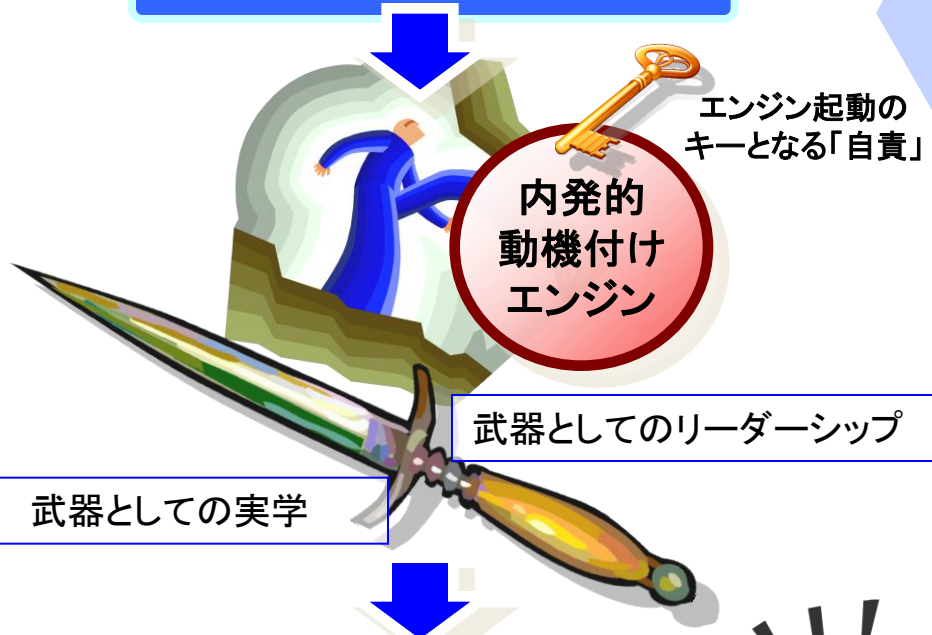 エンジン起動の
キーとなる「自責」
内発的
動機付け
エンジン
武器としてのリーダーシップ
武器としての実学